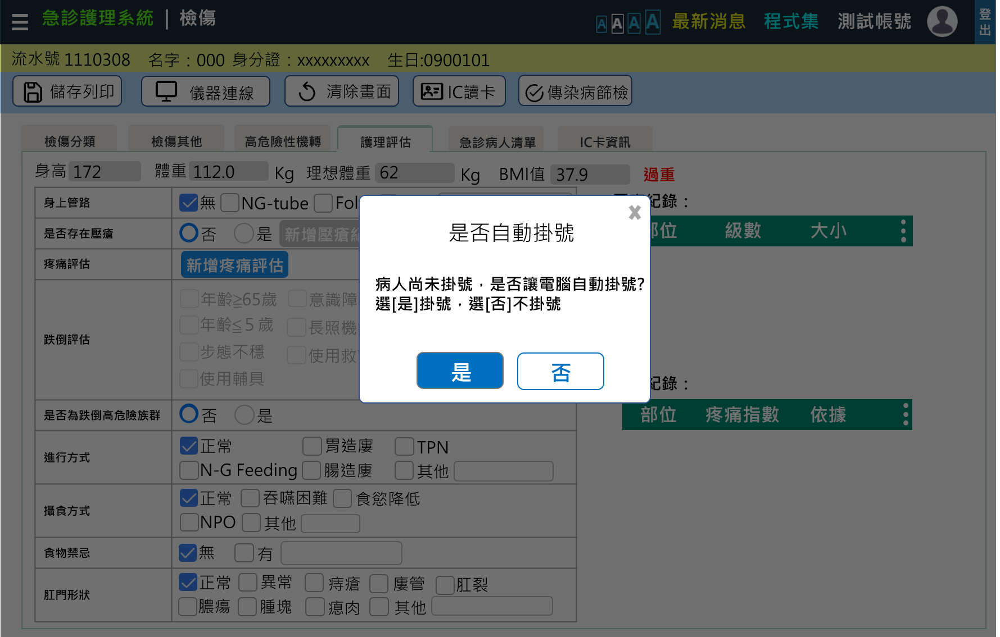 急診護理系統 | 檢傷 A A A A 最新消息 程式集 測試帳號 登出
流水號 1110308 名字：000 身分證：xxxxxxxxx 生日:0900101
儲存列印 儀器連線 清除畫面 IC讀卡 傳染病篩檢
檢傷分類 檢傷其他 高危險性機轉 護理評估 急診病人清單 IC卡資訊
身高 172 體重 112.0 Kg 理想體重 62 Kg BMI值 37.9 過重
身上管路 無 NG-tube Fol
紀錄：
是否存在壓瘡 否 是 新增壓瘡
部位 級數 大小
疼痛評估 新增疼痛評估
跌倒評估
年齡≧65歲 意識障
年齡≦5 歲 長照機
步態不穩 使用救
使用輔具
紀錄：
部位 疼痛指數 依據
是否自動掛號
病人尚未掛號，是否讓電腦自動掛號?
選[是]掛號，選[否]不掛號
是 否
是否為跌倒高危險族群 否 是
進行方式
正常 胃造廔 TPN
N-G Feeding 腸造廔 其他
攝食方式
正常 吞嚥困難 食慾降低
NPO 其他
食物禁忌 無 有
肛門形狀
正常 異常 痔瘡 廔管 肛裂
膿瘍 腫塊 瘜肉 其他